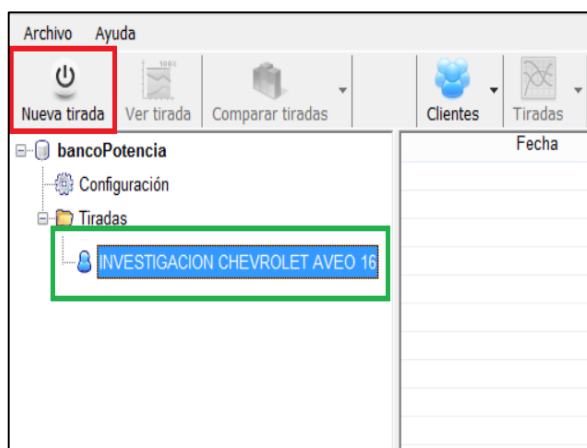 Archivo Ayuda
Nueva tirada Ver tirada Comparar tiradas Clientes Tiradas
Fecha
bancoPotencia
Configuración
Tiradas
INVESTIGACION CHEVROLET AVEO 16